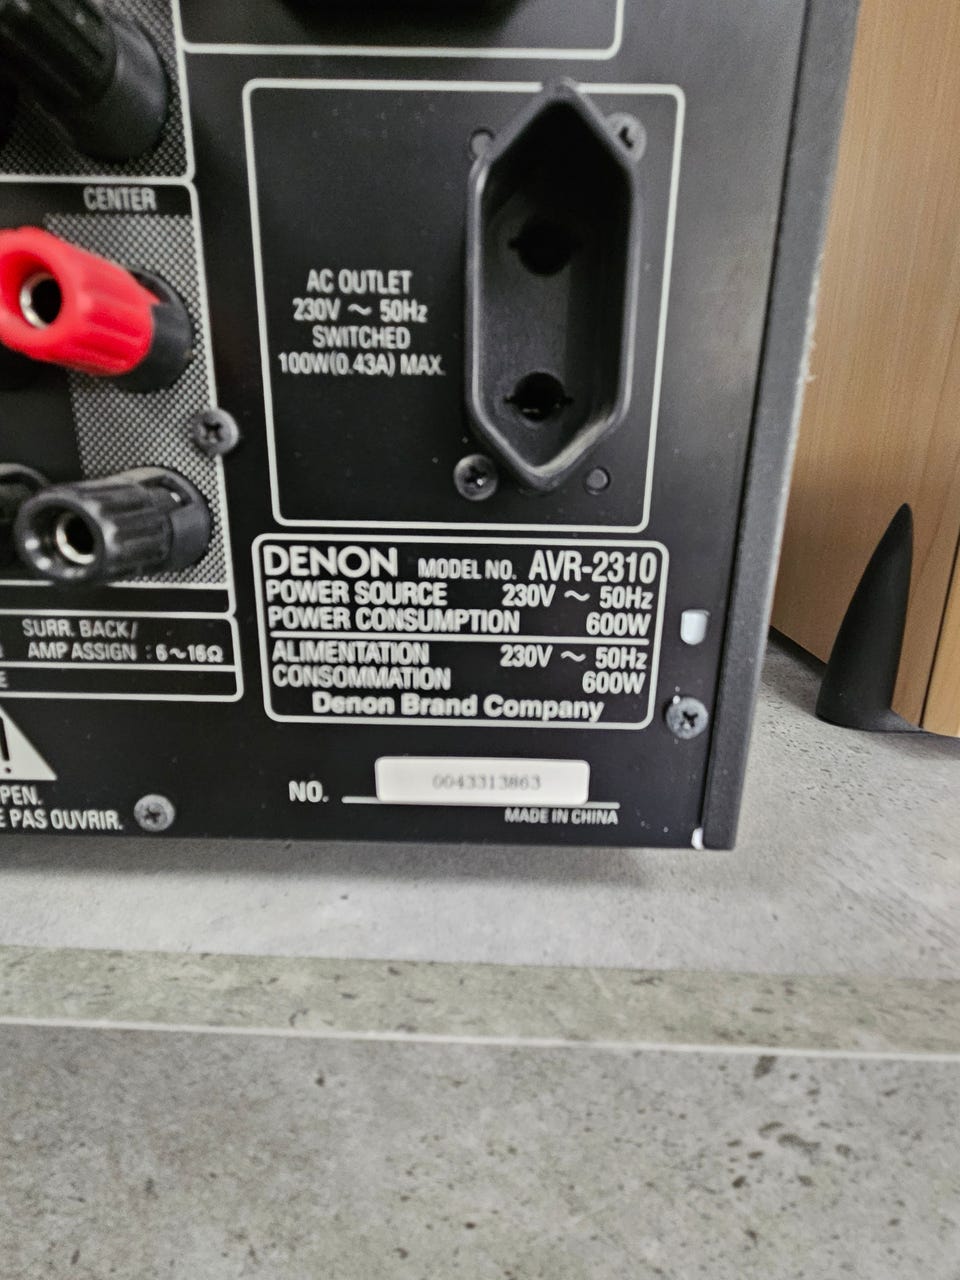 CENTER
AC OUTLET
230V ~ 50Hz
SWITCHED
100W(0.43A) MAX.
DENON MODEL NO. AVR-2310
POWER SOURCE 230V ~ 50Hz
POWER CONSUMPTION 600W
ALIMENTATION 230V ~ 50Hz
CONSOMMATION 600W
Denon Brand Company
SURR. BACK/
AMP ASSIGN : 6~16Ω
NO. 0043313863
MADE IN CHINA
PAS OUVRIR.